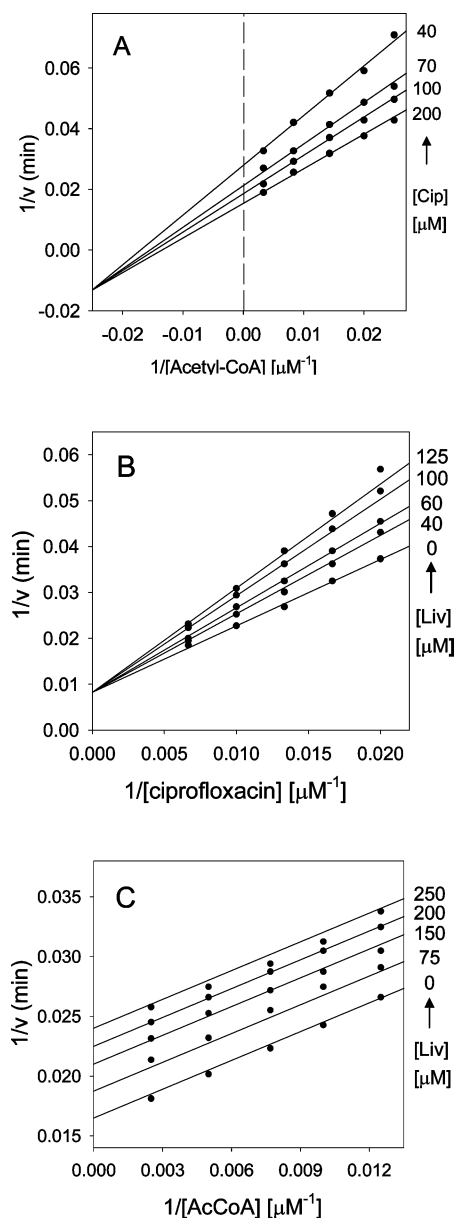 A
0.06
0.04
0.02
0.00
-0.02
1/v (min)
-0.02 -0.01 0.00 0.01 0.02
1/[Acetyl-CoA] [μM⁻¹]
40
70
100
200
[Cip]
[μM]
B
0.06
0.05
0.04
0.03
0.02
0.01
0.00
1/v (min)
0.000 0.005 0.010 0.015 0.020
1/[ciprofloxacin] [μM⁻¹]
125
100
60
40
0
[Liv]
[μM]
C
0.035
0.030
0.025
0.020
0.015
1/v (min)
0.000 0.003 0.006 0.009 0.012
1/[AcCoA] [μM⁻¹]
250
200
150
75
0
[Liv]
[μM]